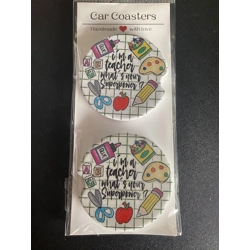 Car Coasters
Handmade with love
i'm a
teacher
what's your
Superpower?
i'm a
teacher
what's your
Superpower?